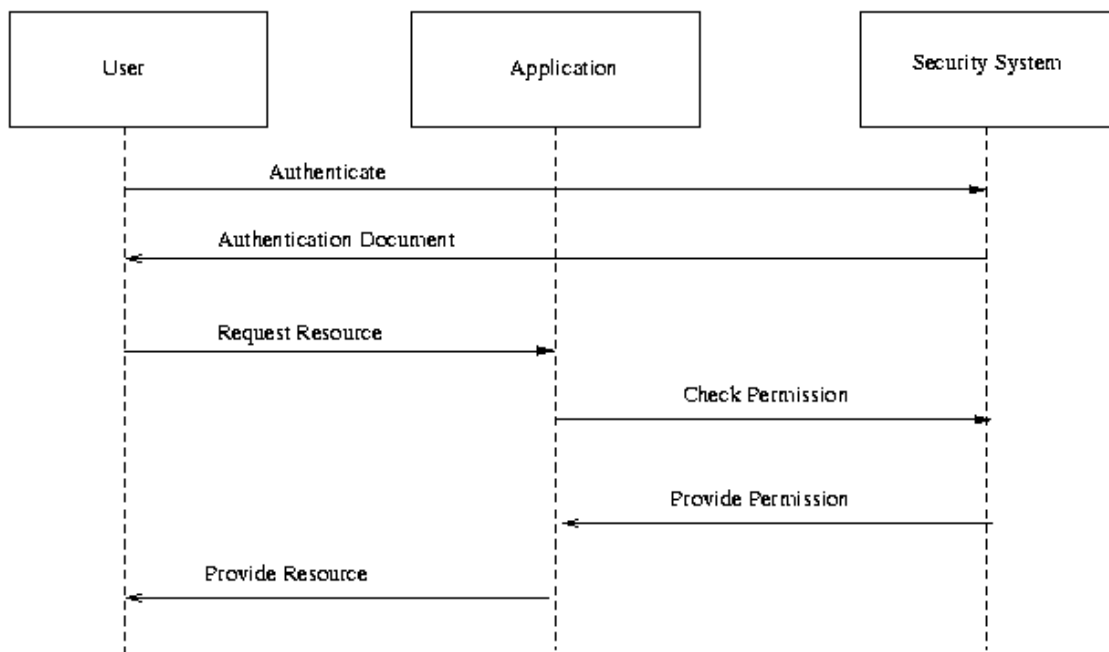 User
Application
Security System
Authenticate
Authentication Document
Request Resource
Check Permission
Provide Permission
Provide Resource